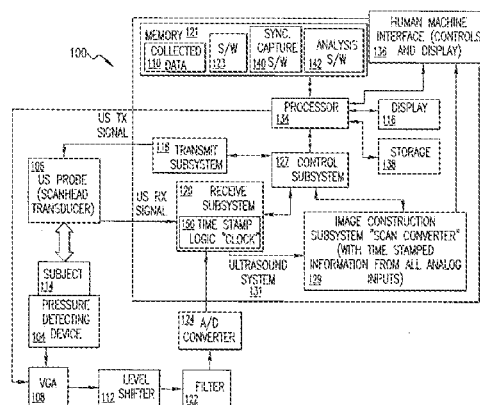 100
MEMORY 121
COLLECTED
110 DATA
S/W
123
SYNC.
CAPTURE
140 S/W
ANALYSIS
142 S/W
HUMAN MACHINE
INTERFACE (CONTROLS
136 AND DISPLAY)
PROCESSOR
134
DISPLAY
116
STORAGE
138
US TX
SIGNAL
118
TRANSMIT
SUBSYSTEM
127
CONTROL
SUBSYSTEM
106
US PROBE
(SCANHEAD
TRANSDUCER)
US RX
SIGNAL
120
RECEIVE
SUBSYSTEM
150 TIME STAMP
LOGIC "CLOCK"
IMAGE CONSTRUCTION
SUBSYSTEM "SCAN CONVERTER"
(WITH TIME STAMPED
INFORMATION FROM ALL ANALOG
INPUTS)
129
ULTRASOUND
SYSTEM
131
SUBJECT
114
PRESSURE
DETECTING
104 DEVICE
124
A/D
CONVERTER
VGA
108
LEVEL
112 SHIFTER
FILTER
122